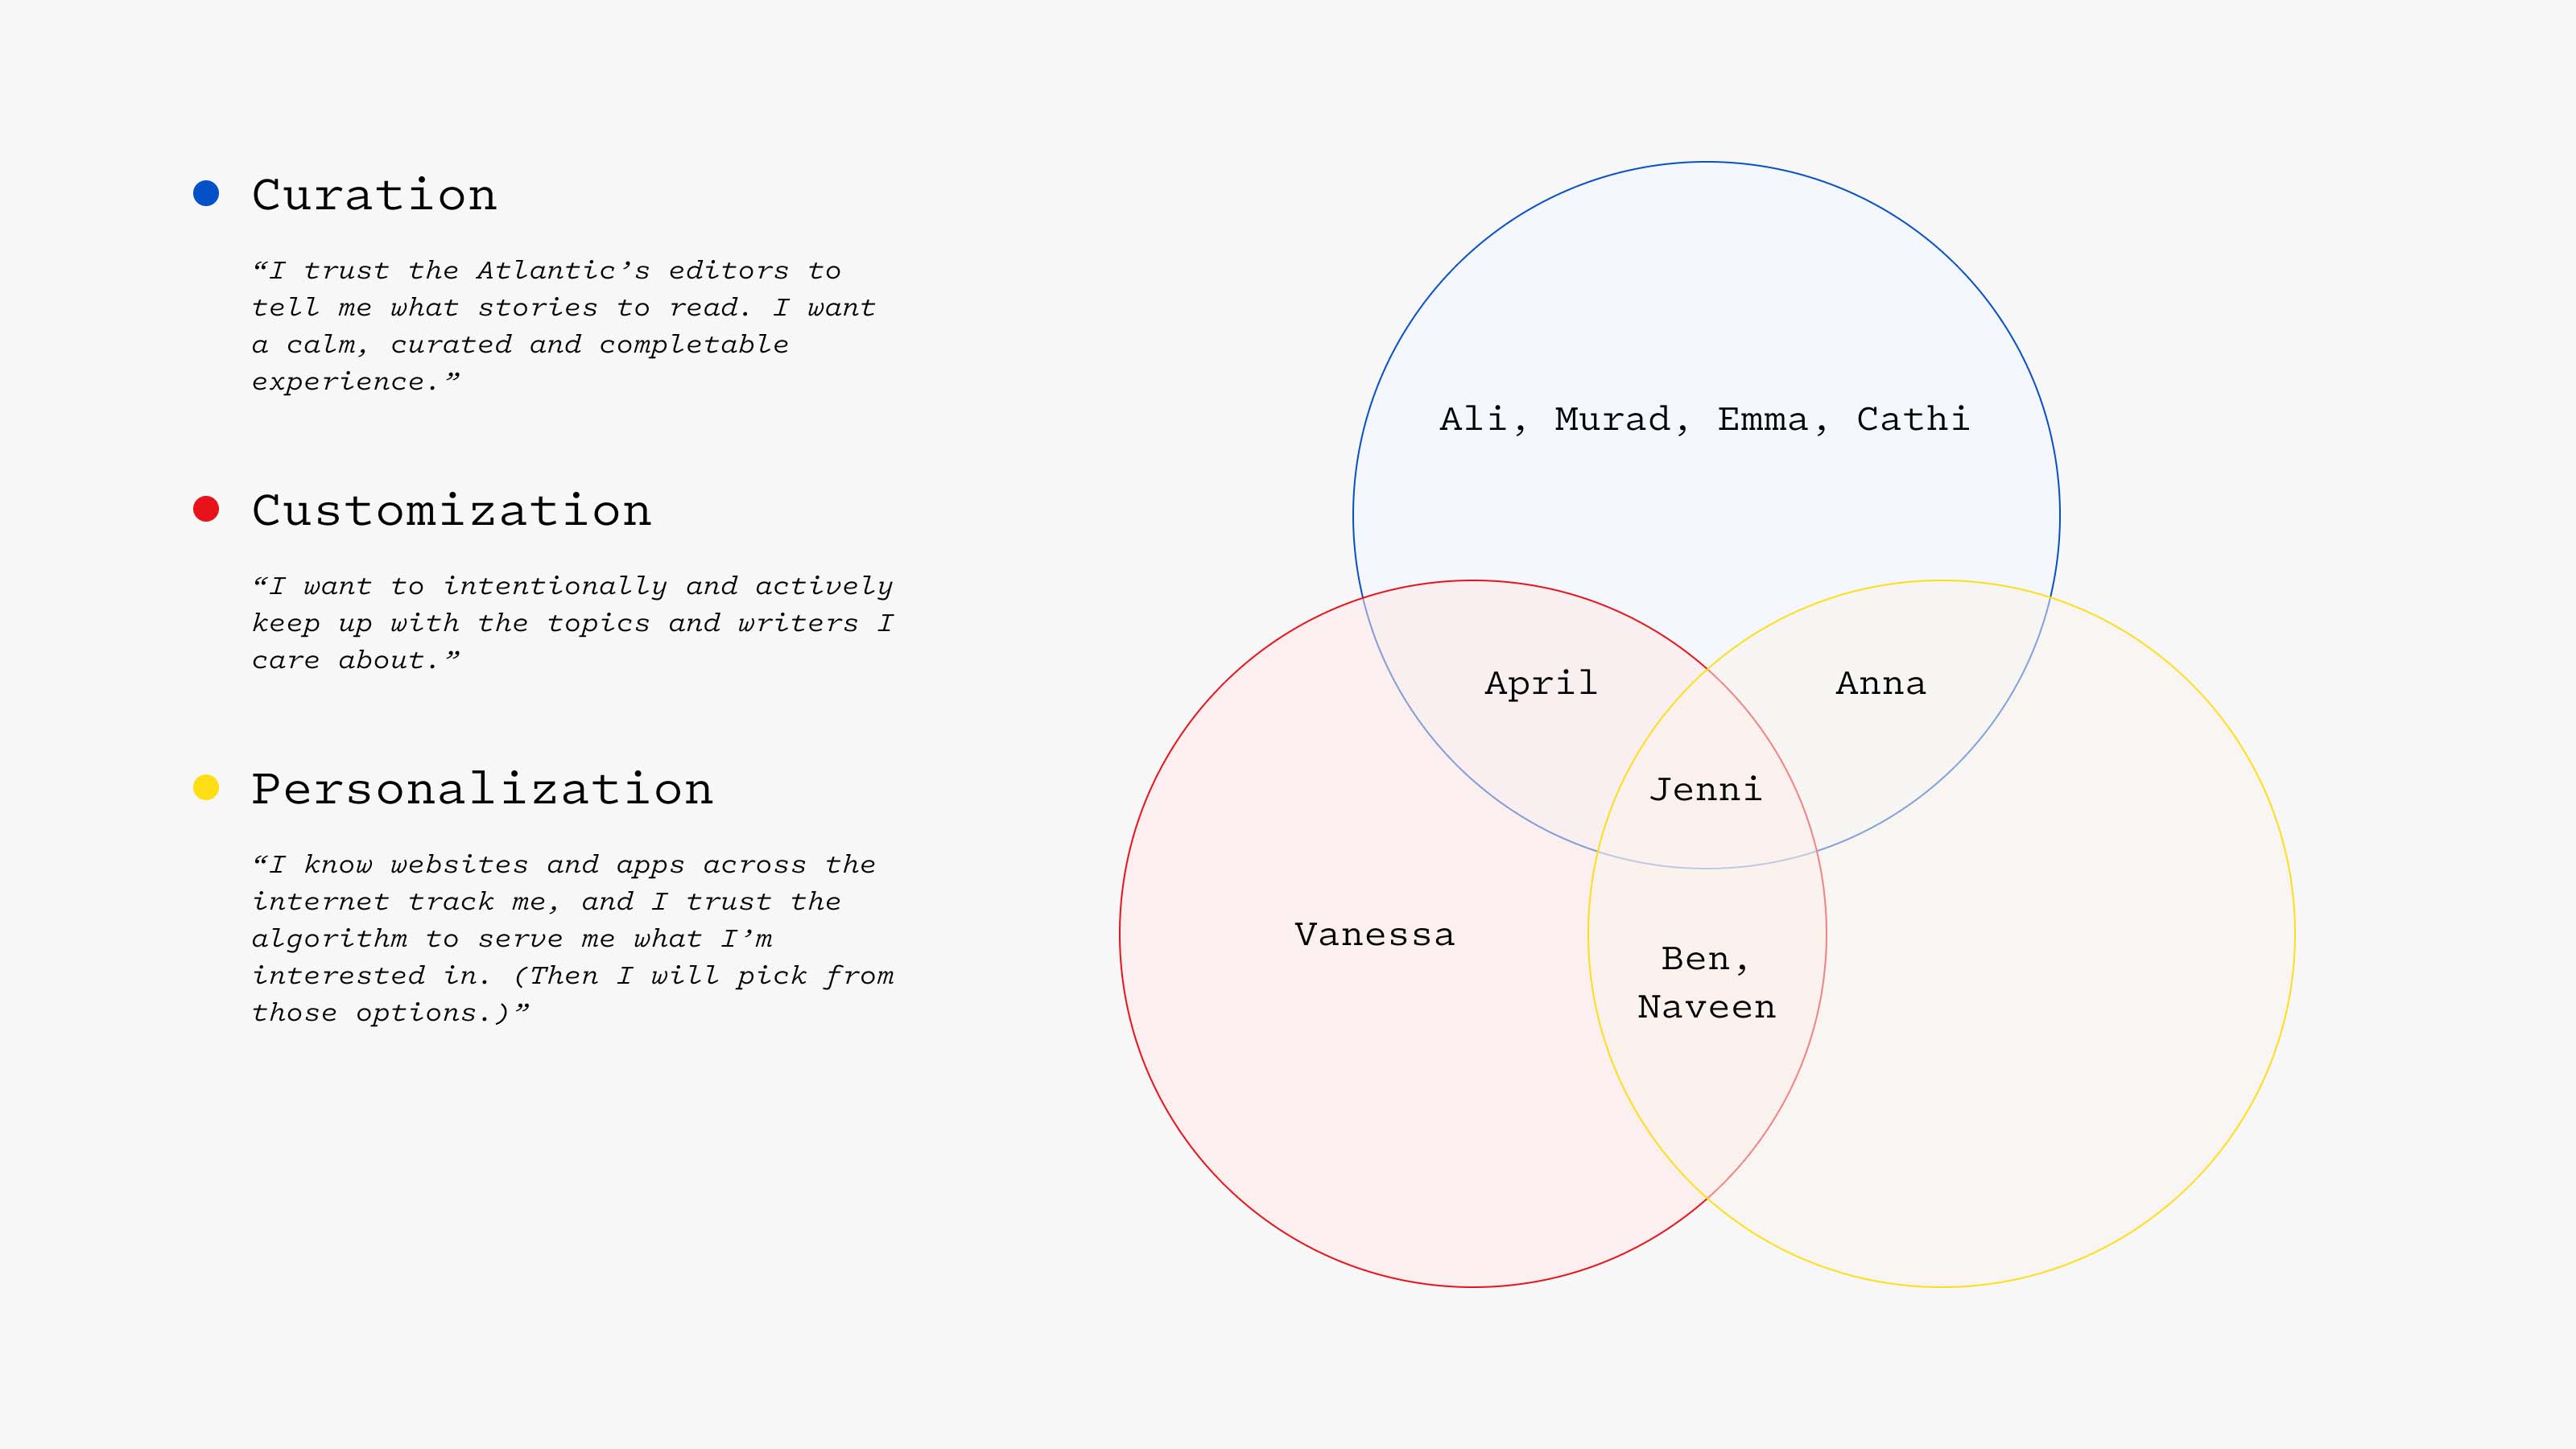 Curation
“I trust the Atlantic’s editors to
tell me what stories to read. I want
a calm, curated and completable
experience.”
Customization
“I want to intentionally and actively
keep up with the topics and writers I
care about.”
Personalization
“I know websites and apps across the
internet track me, and I trust the
algorithm to serve me what I’m
interested in. (Then I will pick from
those options.)”
Ali, Murad, Emma, Cathi
April
Anna
Jenni
Vanessa
Ben,
Naveen